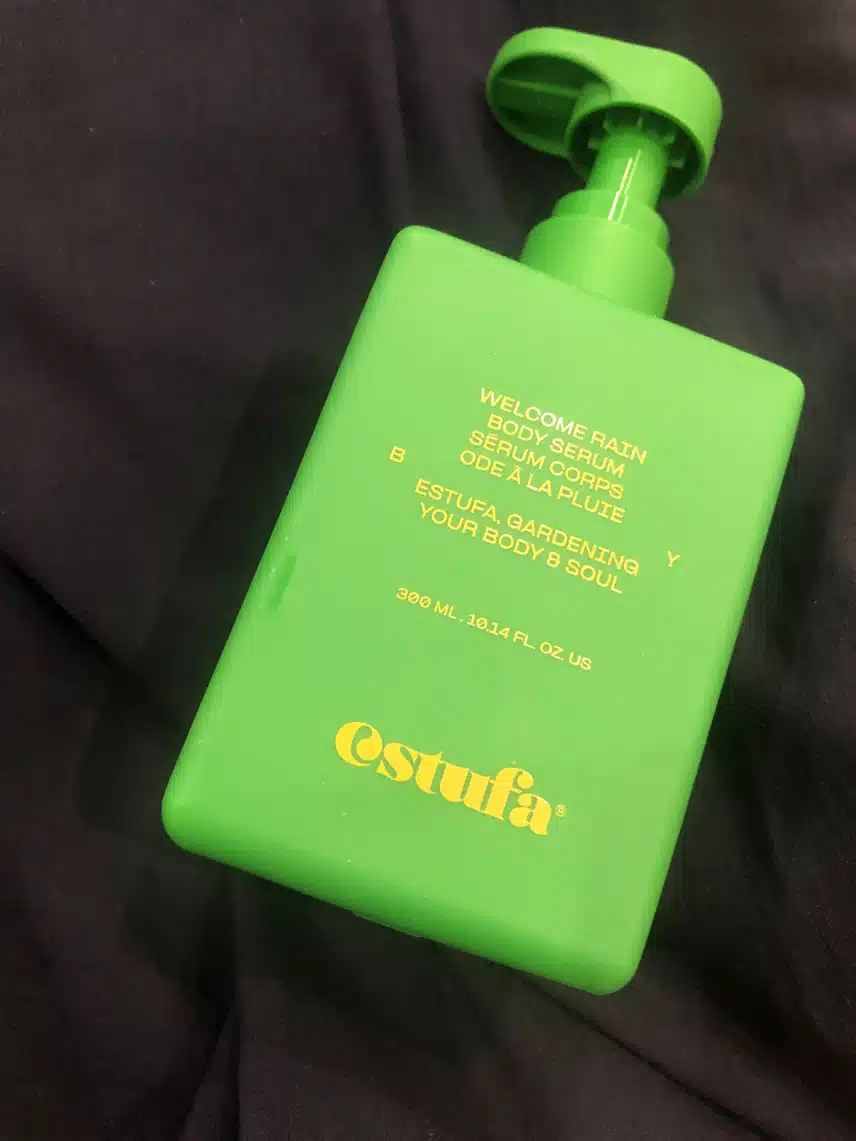 WELCOME RAIN
BODY SERUM
SÉRUM CORPS
ODE À LA PLUIE
B
ESTUFA, GARDENING
YOUR BODY & SOUL
Y
300 ML . 10.14 FL. OZ. US
estufa®